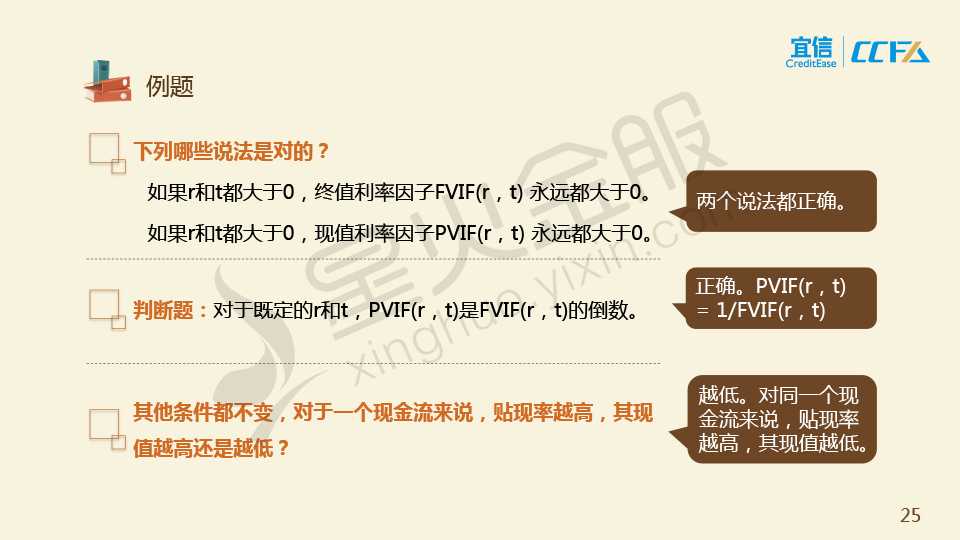 宜信
CreditEase
CCFA
例题
下列哪些说法是对的？
如果r和t都大于0，终值利率因子FVIF(r，t) 永远都大于0。
如果r和t都大于0，现值利率因子PVIF(r，t) 永远都大于0。
两个说法都正确。
判断题：对于既定的r和t，PVIF(r，t)是FVIF(r，t)的倒数。
正确。PVIF(r，t)
= 1/FVIF(r，t)
其他条件都不变，对于一个现金流来说，贴现率越高，其现
值越高还是越低？
越低。对同一个现
金流来说，贴现率
越高，其现值越低。
星火金服
xinghuo.yixin.com
25